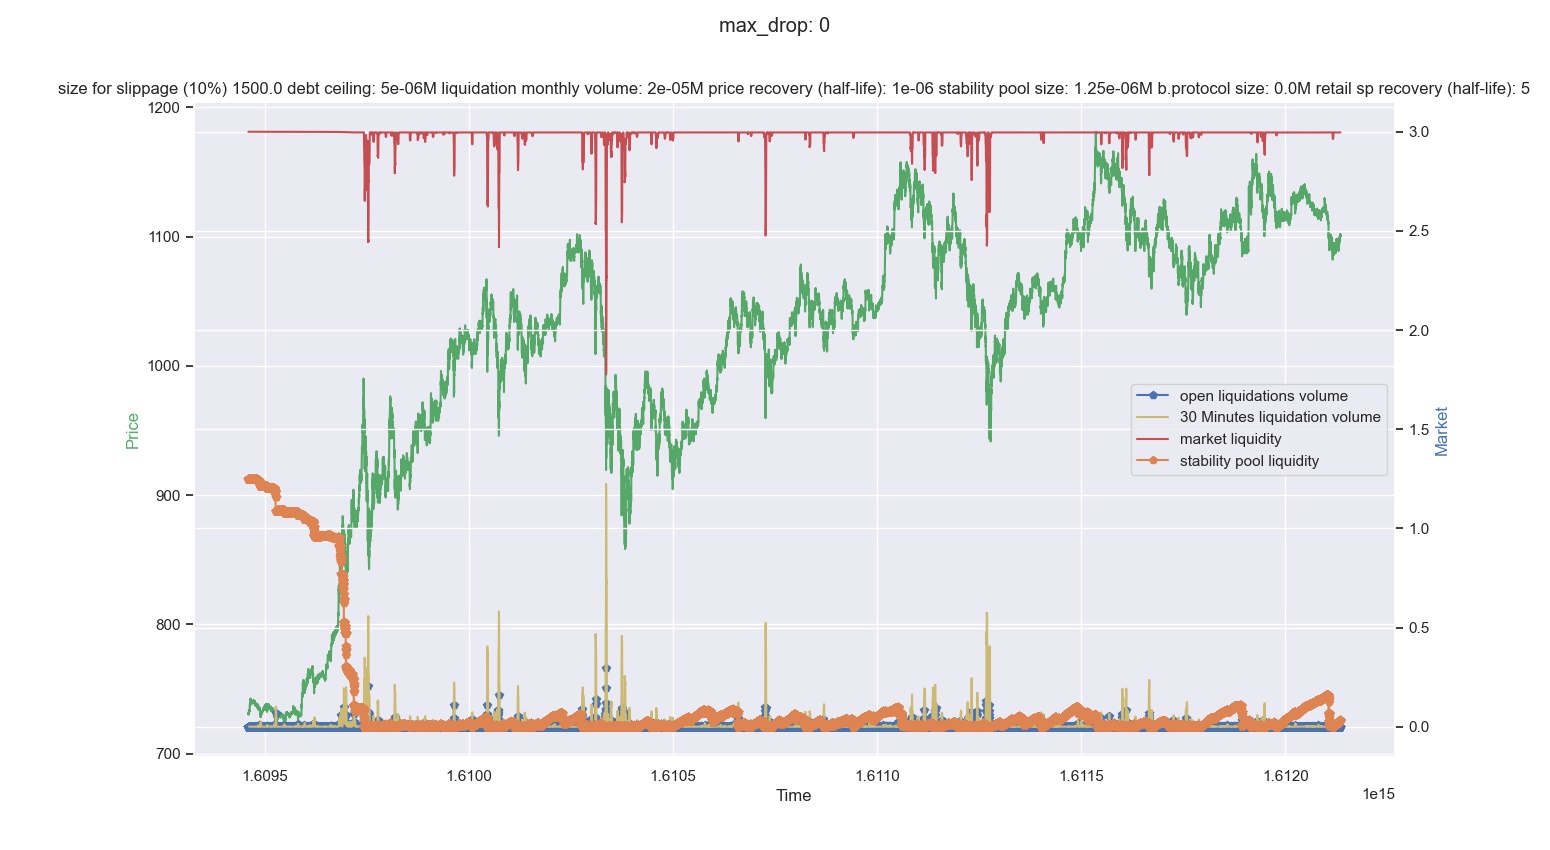 max_drop: 0
size for slippage (10%) 1500.0 debt ceiling: 5e-06M liquidation monthly volume: 2e-05M price recovery (half-life): 1e-06 stability pool size: 1.25e-06M b.protocol size: 0.0M retail sp recovery (half-life): 5
1200
1100
1000
900
800
700
Price
3.0
2.5
2.0
1.5
1.0
0.5
0.0
Market
open liquidations volume
30 Minutes liquidation volume
market liquidity
stability pool liquidity
1.6095 1.6100 1.6105 1.6110 1.6115 1.6120
Time
1e15